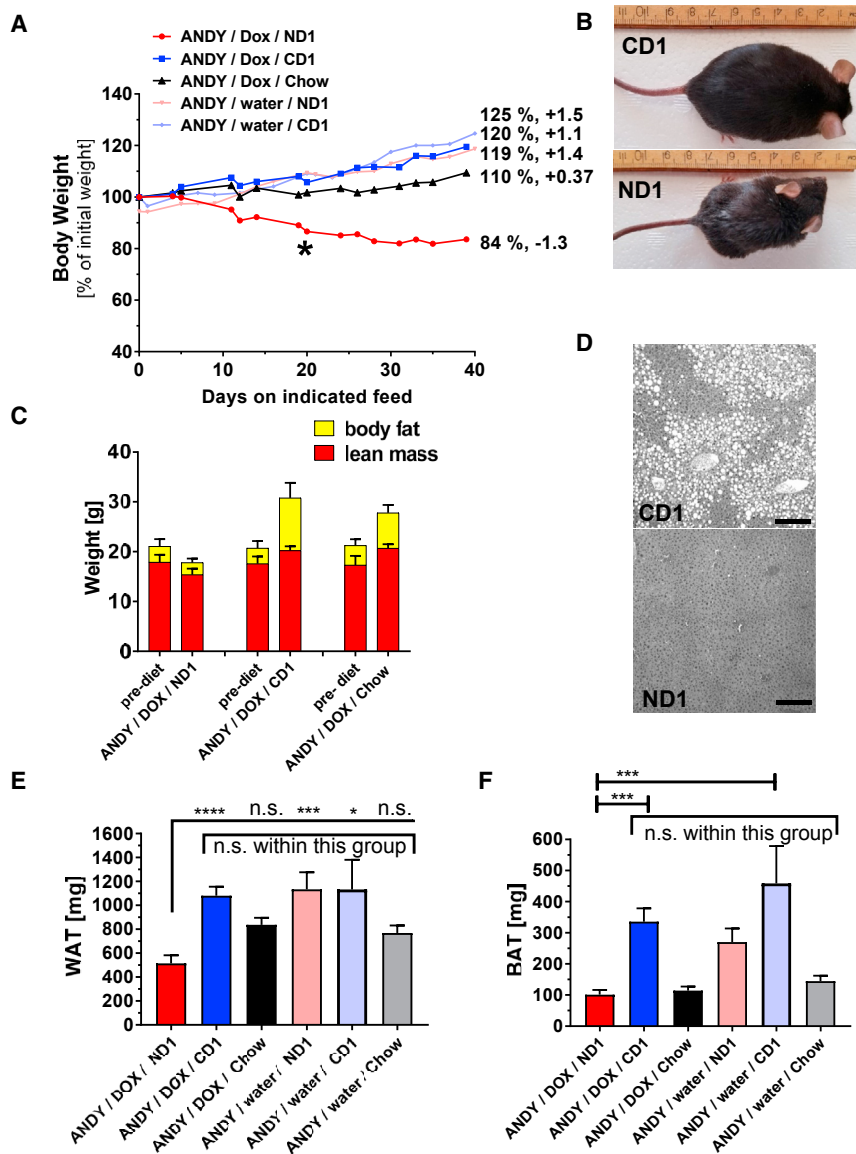 A
ANDY / Dox / ND1
ANDY / Dox / CD1
ANDY / Dox / Chow
ANDY / water / ND1
ANDY / water / CD1
Body Weight
[% of initial weight]
140
120
100
80
60
40
*
0
10
20
30
40
Days on indicated feed
125 %, +1.5
120 %, +1.1
119 %, +1.4
110 %, +0.37
84 %, -1.3
B
CD1
ND1
C
body fat
lean mass
Weight [g]
40
30
20
10
0
pre-diet
ANDY / DOX / ND1
pre-diet
ANDY / DOX / CD1
pre- diet
ANDY / DOX / Chow
D
CD1
ND1
E
**** n.s. *** * n.s.
n.s. within this group
WAT [mg]
1600
1400
1200
1000
800
600
400
200
0
ANDY / DOX / ND1
ANDY / DOX / CD1
ANDY / DOX / Chow
ANDY / water / ND1
ANDY / water / CD1
ANDY / water / Chow
F
***
***
n.s. within this group
BAT [mg]
600
500
400
300
200
100
0
ANDY / DOX / ND1
ANDY / DOX / CD1
ANDY / DOX / Chow
ANDY / water / ND1
ANDY / water / CD1
ANDY / water / Chow